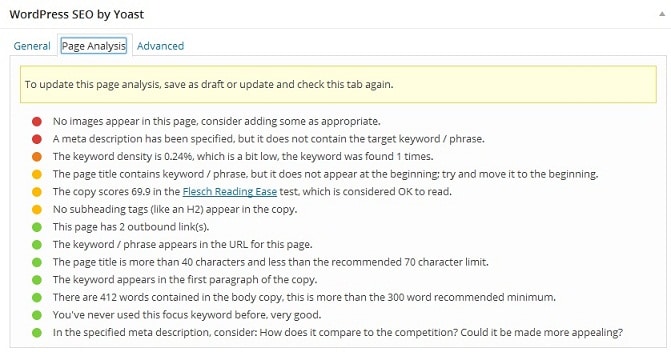 WordPress SEO by Yoast
General Page Analysis Advanced
To update this page analysis, save as draft or update and check this tab again.
No images appear in this page, consider adding some as appropriate.
A meta description has been specified, but it does not contain the target keyword / phrase.
The keyword density is 0.24%, which is a bit low, the keyword was found 1 times.
The page title contains keyword / phrase, but it does not appear at the beginning; try and move it to the beginning.
The copy scores 69.9 in the Flesch Reading Ease test, which is considered OK to read.
No subheading tags (like an H2) appear in the copy.
This page has 2 outbound link(s).
The keyword / phrase appears in the URL for this page.
The page title is more than 40 characters and less than the recommended 70 character limit.
The keyword appears in the first paragraph of the copy.
There are 412 words contained in the body copy, this is more than the 300 word recommended minimum.
You've never used this focus keyword before, very good.
In the specified meta description, consider: How does it compare to the competition? Could it be made more appealing?